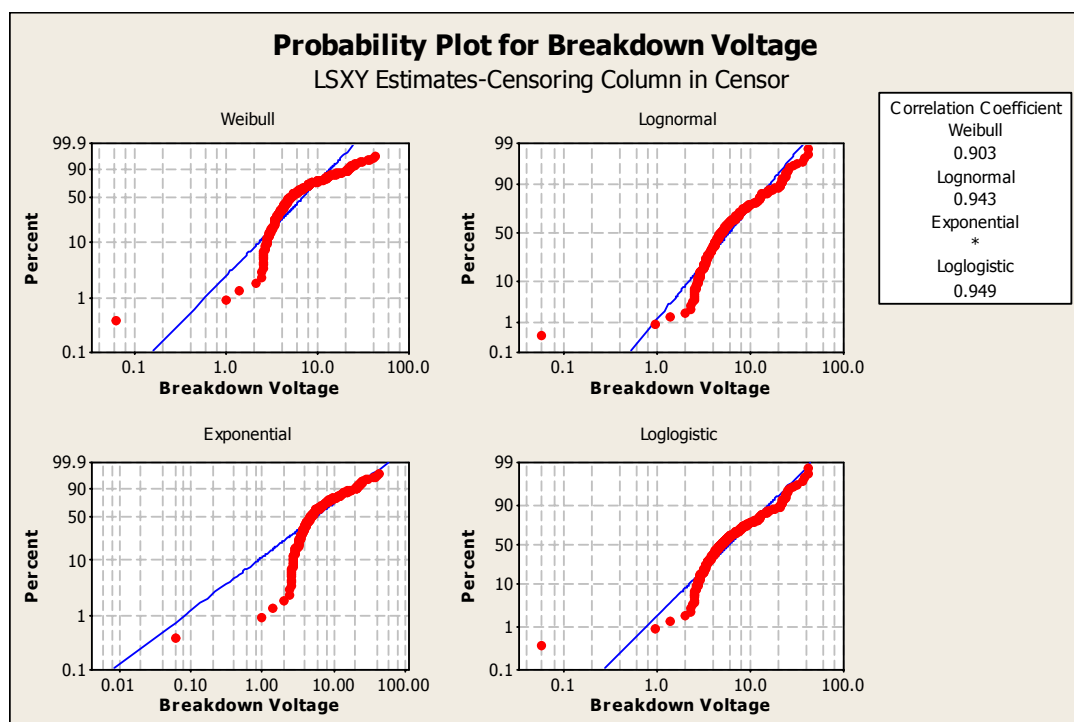 Probability Plot for Breakdown Voltage
LSXY Estimates-Censoring Column in Censor
Weibull
Percent
99.9
90
50
10
1
0.1
0.1 1.0 10.0 100.0
Breakdown Voltage
Lognormal
Percent
99
90
50
10
1
0.1
0.1 1.0 10.0 100.0
Breakdown Voltage
Correlation Coefficient
Weibull
0.903
Lognormal
0.943
Exponential
*
Loglogistic
0.949
Exponential
Percent
99.9
90
50
10
1
0.1
0.01 0.10 1.00 10.00 100.00
Breakdown Voltage
Loglogistic
Percent
99
90
50
10
1
0.1
0.1 1.0 10.0 100.0
Breakdown Voltage